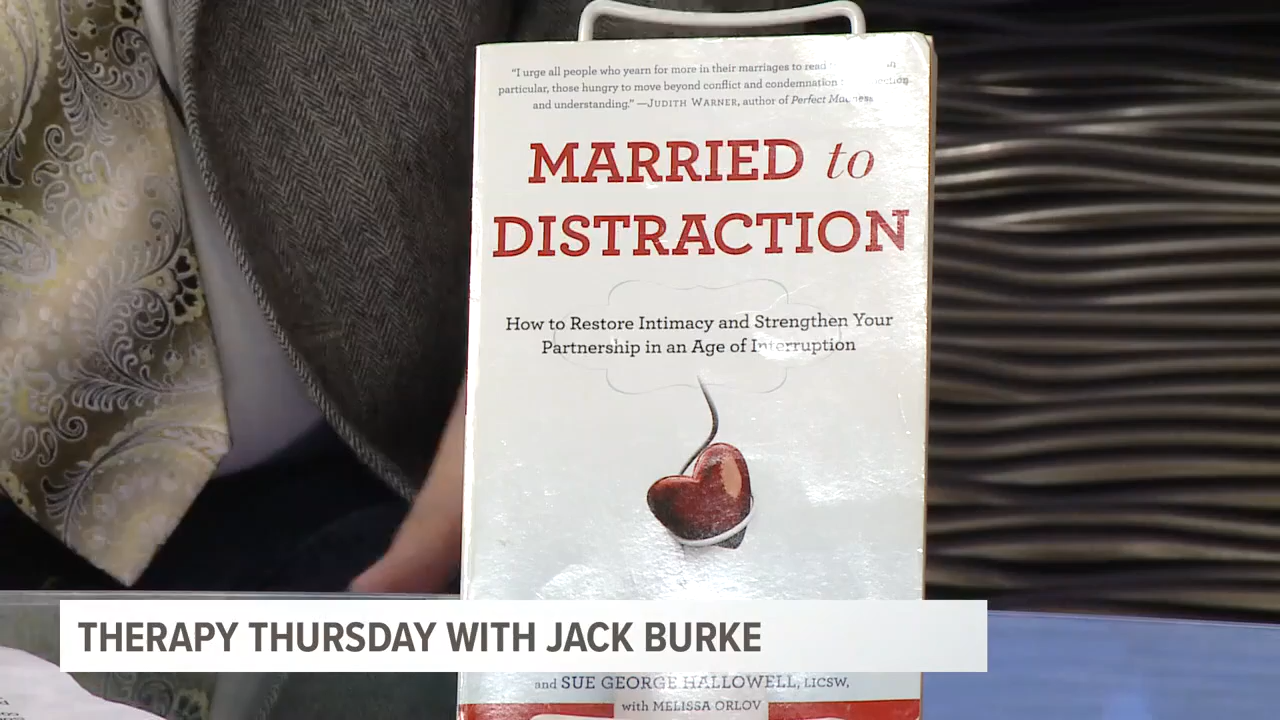 "I urge all people who yearn for more in their marriages to read
particular, those hungry to move beyond conflict and condemnation
and understanding." —JUDITH WARNER, author of Perfect Madness
MARRIED to
DISTRACTION
How to Restore Intimacy and Strengthen Your
Partnership in an Age of Interruption
THERAPY THURSDAY WITH JACK BURKE
and SUE GEORGE HALLOWELL, LICSW,
with MELISSA ORLOV